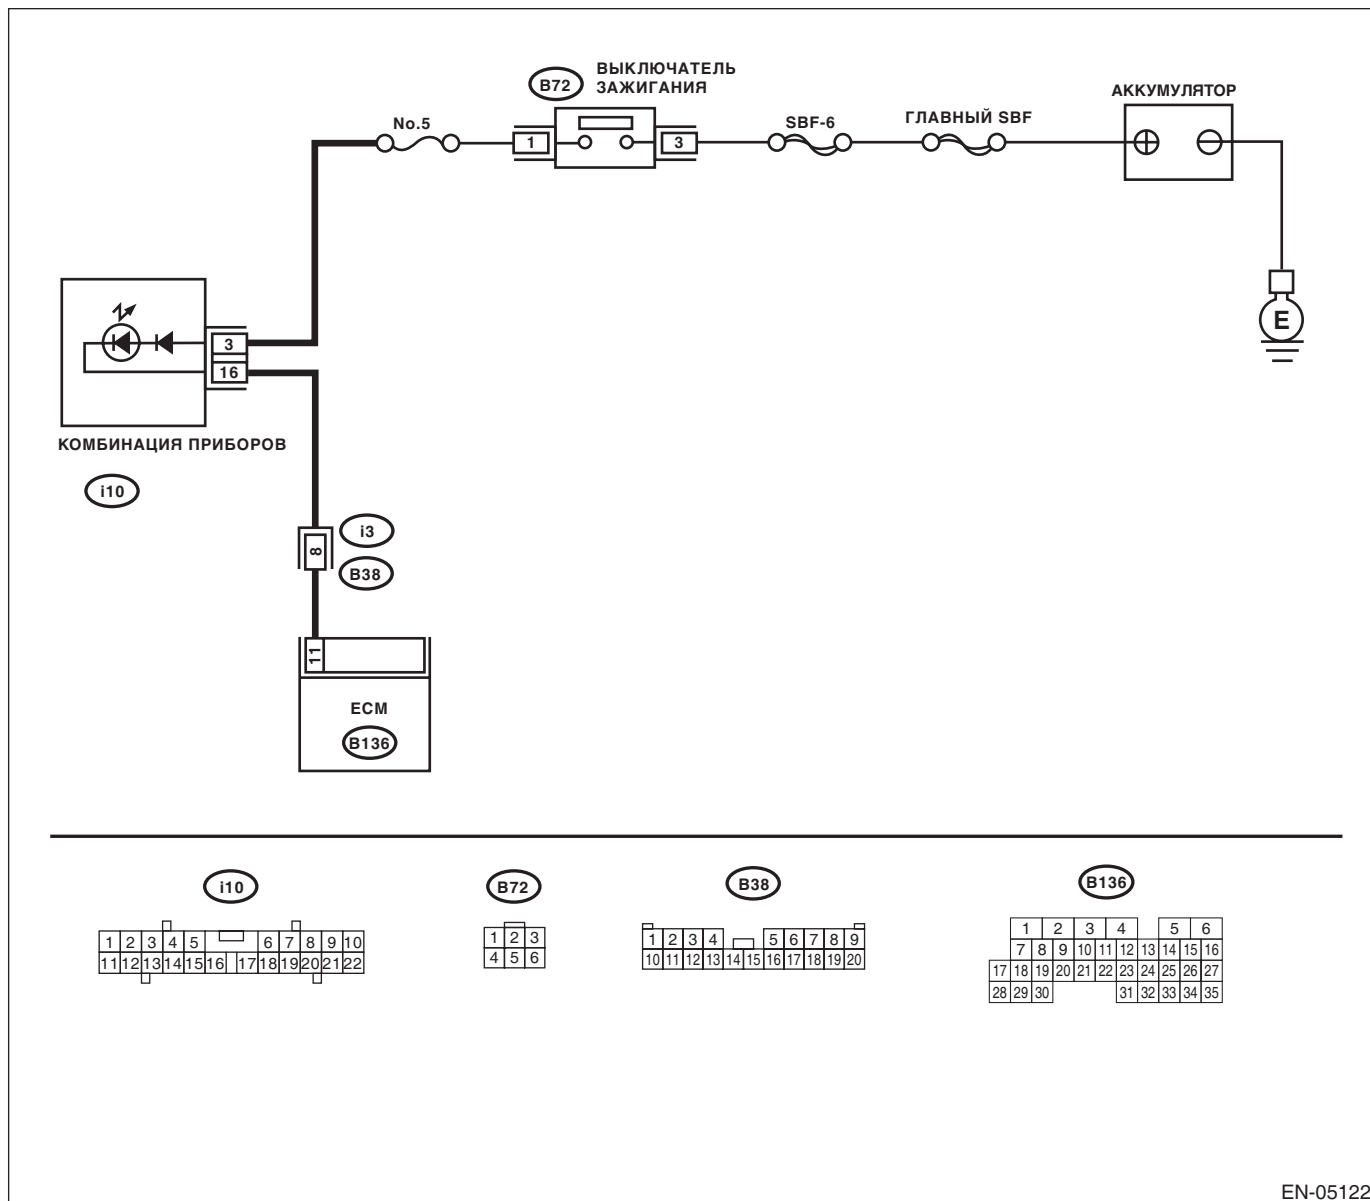 ВЫКЛЮЧАТЕЛЬ
ЗАЖИГАНИЯ
B72
АККУМУЛЯТОР
No.5
SBF-6
ГЛАВНЫЙ SBF
1
3
E
3
16
КОМБИНАЦИЯ ПРИБОРОВ
i10
i3
8
B38
11
ECM
B136
i10
B72
B38
B136
1 2 3 4 5 6 7 8 9 10
11 12 13 14 15 16 17 18 19 20 21 22
1 2 3
4 5 6
1 2 3 4 5 6 7 8 9
10 11 12 13 14 15 16 17 18 19 20
1 2 3 4 5 6
7 8 9 10 11 12 13 14 15 16
17 18 19 20 21 22 23 24 25 26 27
28 29 30 31 32 33 34 35
EN-05122